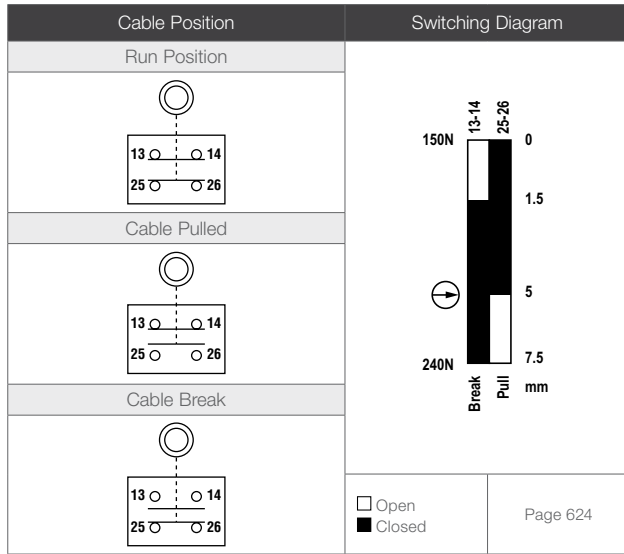 Cable Position
Switching Diagram
Run Position
13 14
25 26
Cable Pulled
13 14
25 26
Cable Break
13 14
25 26
13-14 25-26
150N 0
1.5
5
240N 7.5
Break Pull mm
Open
Closed
Page 624